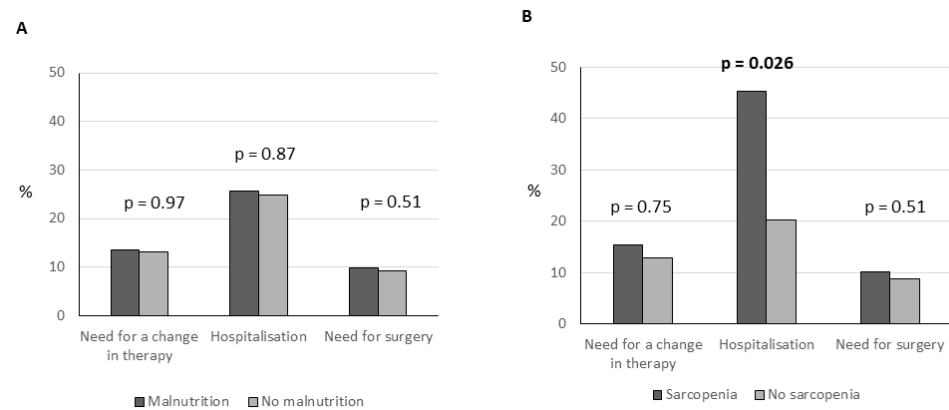 A
50
40
30
20
10
0
%
p = 0.97
p = 0.87
p = 0.51
Need for a change
in therapy
Hospitalisation
Need for surgery
Malnutrition
No malnutrition
B
50
40
30
20
10
0
%
p = 0.75
p = 0.026
p = 0.51
Need for a change
in therapy
Hospitalisation
Need for surgery
Sarcopenia
No sarcopenia